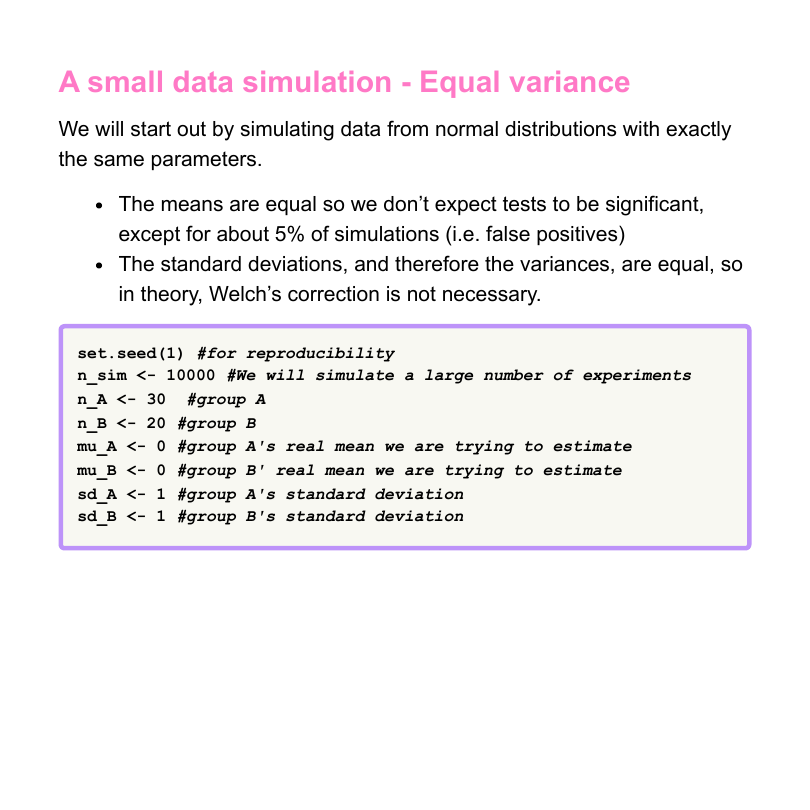 A small data simulation - Equal variance
We will start out by simulating data from normal distributions with exactly
the same parameters.
• The means are equal so we don’t expect tests to be significant,
except for about 5% of simulations (i.e. false positives)
• The standard deviations, and therefore the variances, are equal, so
in theory, Welch’s correction is not necessary.
set.seed(1) #for reproducibility
n_sim <- 10000 #We will simulate a large number of experiments
n_A <- 30  #group A
n_B <- 20 #group B
mu_A <- 0 #group A's real mean we are trying to estimate
mu_B <- 0 #group B' real mean we are trying to estimate
sd_A <- 1 #group A's standard deviation
sd_B <- 1 #group B's standard deviation